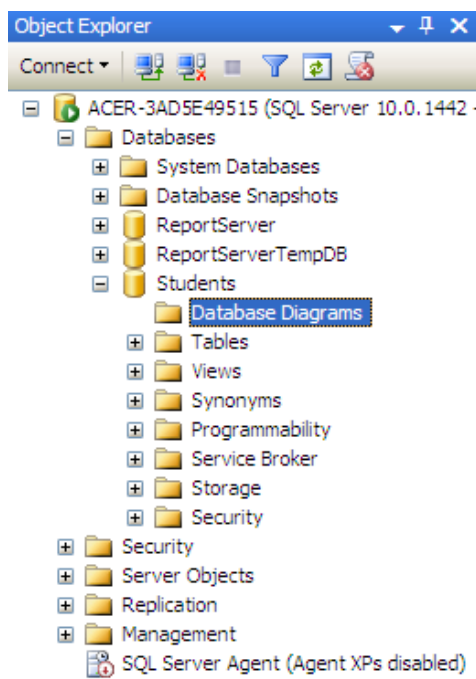 Object Explorer
Connect
ACER-3AD5E49515 (SQL Server 10.0.1442 -
Databases
System Databases
Database Snapshots
ReportServer
ReportServerTempDB
Students
Database Diagrams
Tables
Views
Synonyms
Programmability
Service Broker
Storage
Security
Security
Server Objects
Replication
Management
SQL Server Agent (Agent XPs disabled)